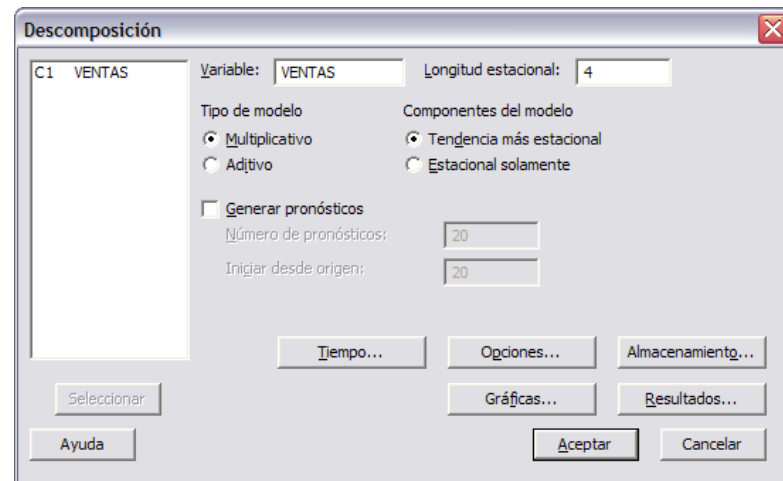 Descomposición
C1 VENTAS
Variable: VENTAS
Longitud estacional: 4
Tipo de modelo
Multiplicativo
Aditivo
Componentes del modelo
Tendencia más estacional
Estacional solamente
Generar pronósticos
Número de pronósticos: 20
Iniciar desde origen: 20
Tiempo...
Opciones...
Almacenamiento...
Seleccionar
Gráficas...
Resultados...
Ayuda
Aceptar
Cancelar